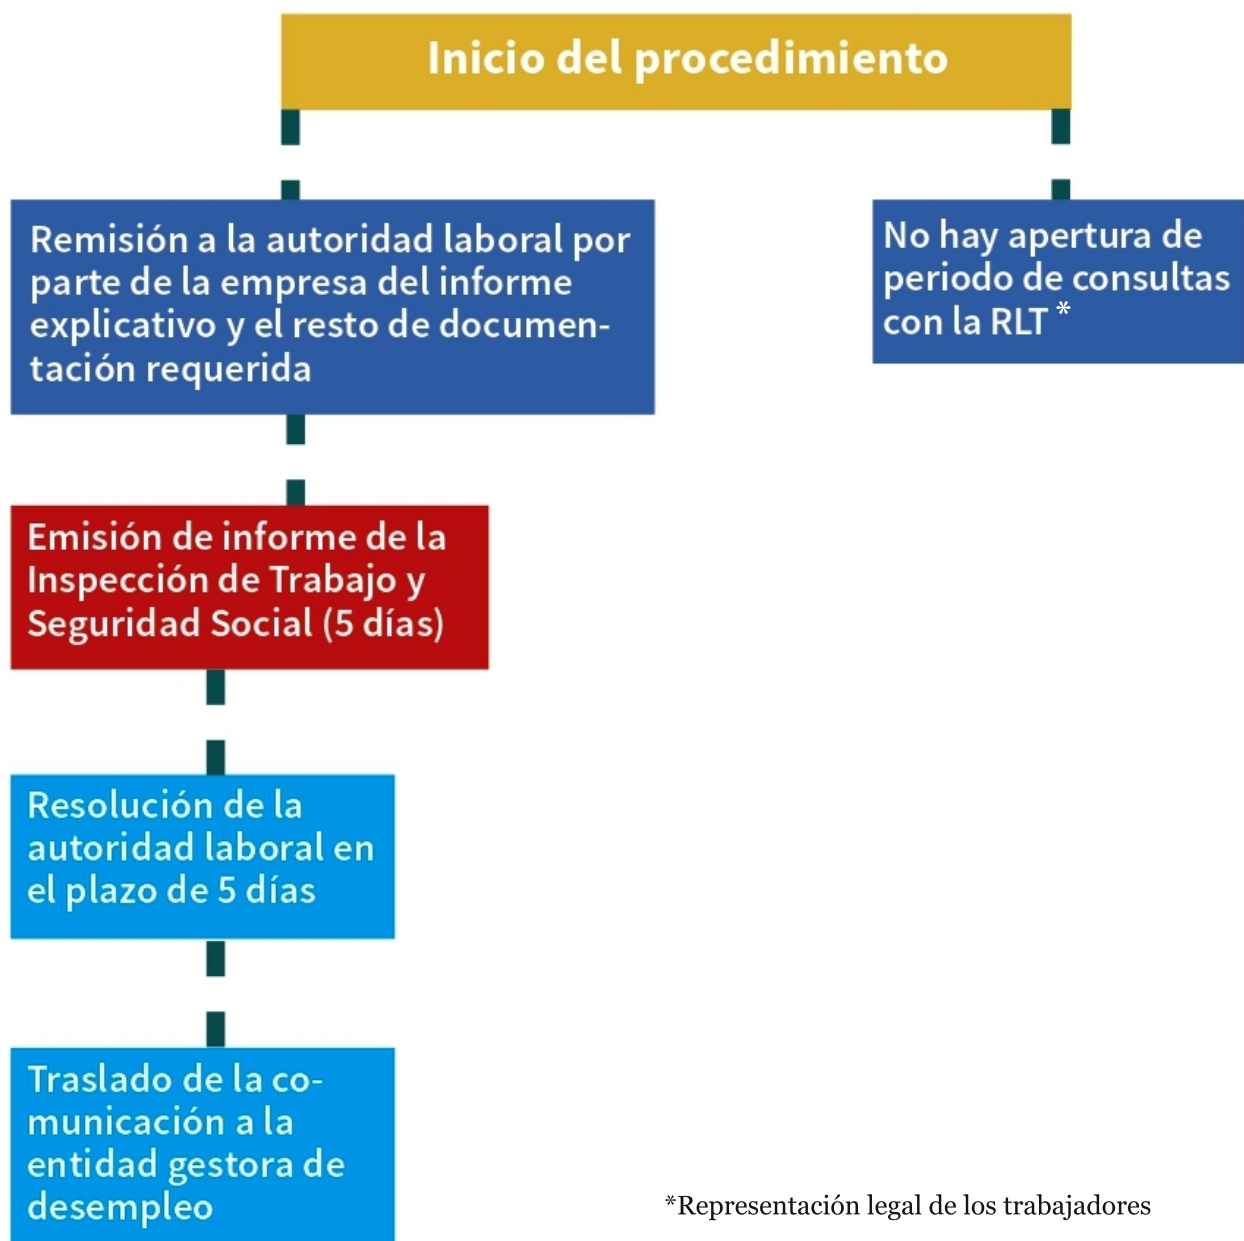 Inicio del procedimiento
Remisión a la autoridad laboral por
parte de la empresa del informe
explicativo y el resto de documen-
tación requerida
No hay apertura de
periodo de consultas
con la RLT *
Emisión de informe de la
Inspección de Trabajo y
Seguridad Social (5 días)
Resolución de la
autoridad laboral en
el plazo de 5 días
Traslado de la co-
municación a la
entidad gestora de
desempleo
*Representación legal de los trabajadores